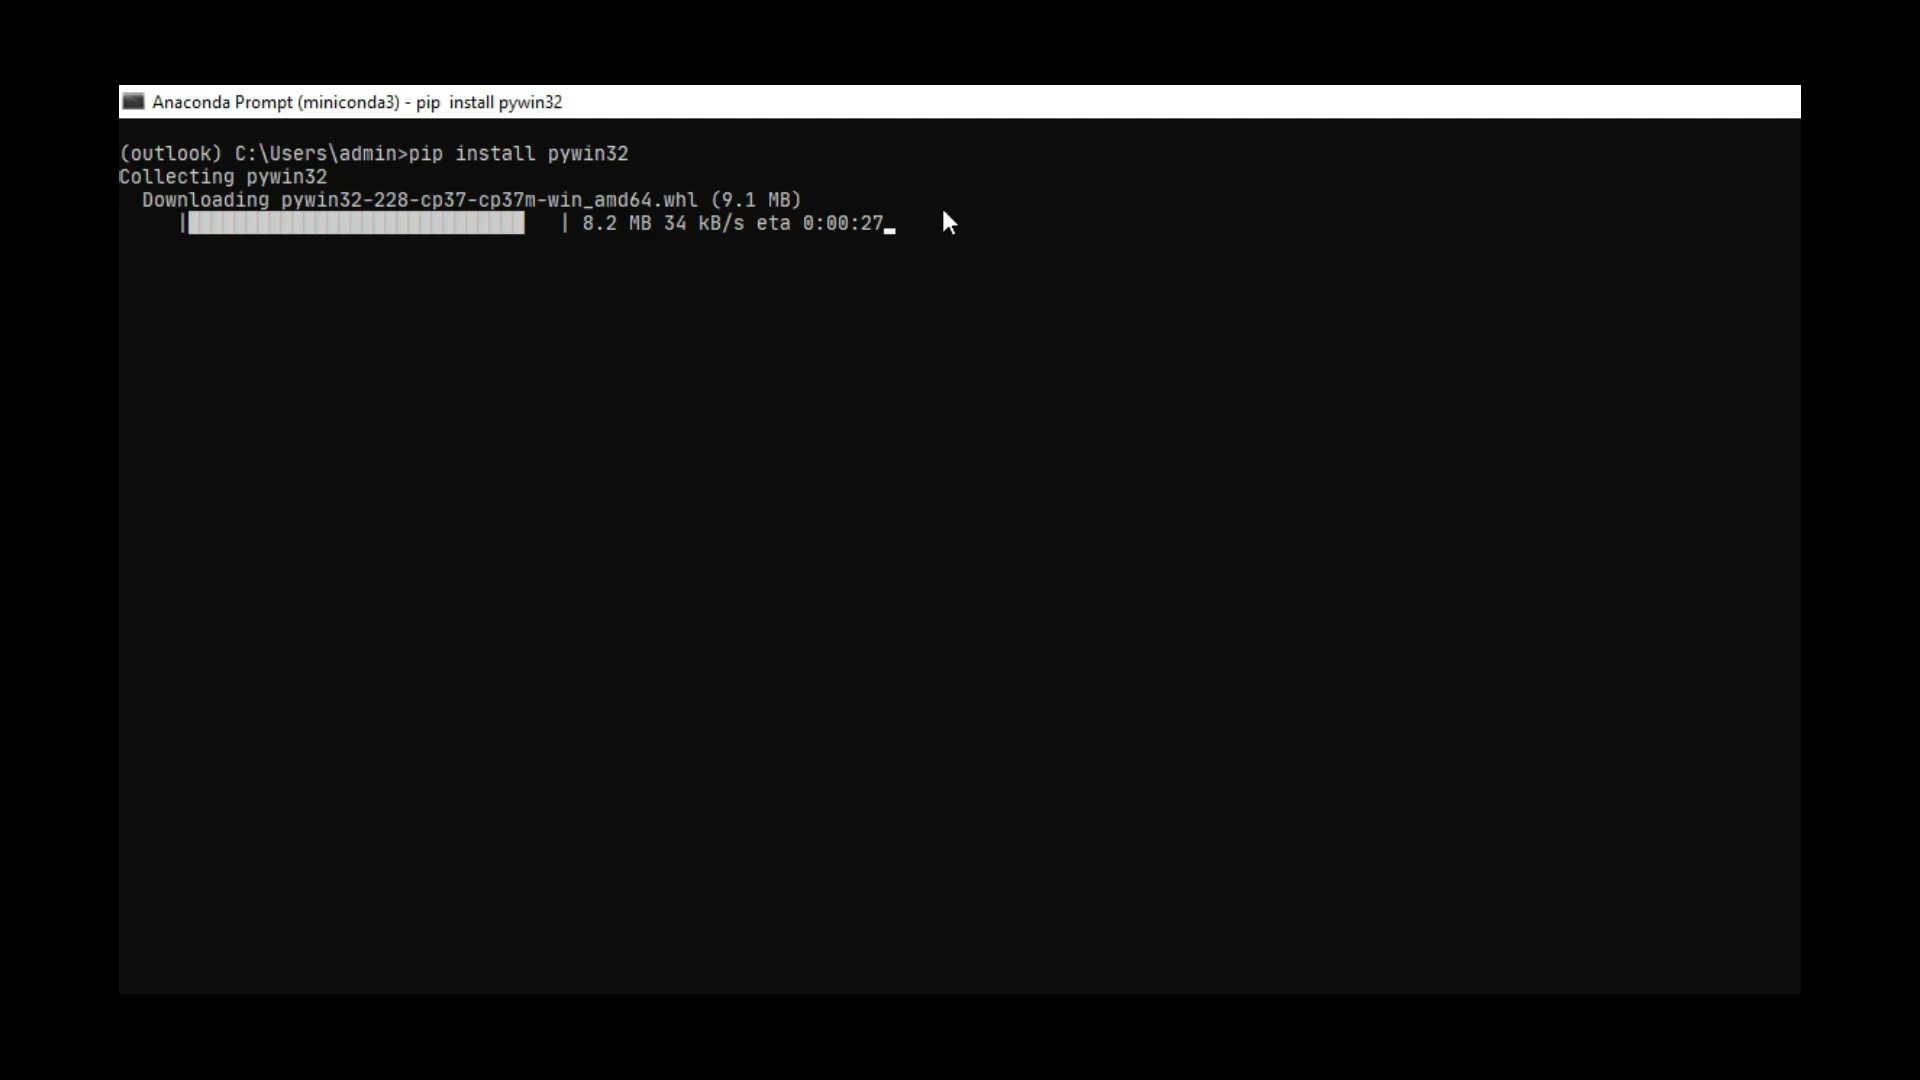 Anaconda Prompt (miniconda3) - pip  install pywin32
(outlook) C:\Users\admin>pip install pywin32
Collecting pywin32
  Downloading pywin32-228-cp37-cp37m-win_amd64.whl (9.1 MB)
     |█████████████████████████████   | 8.2 MB 34 kB/s eta 0:00:27